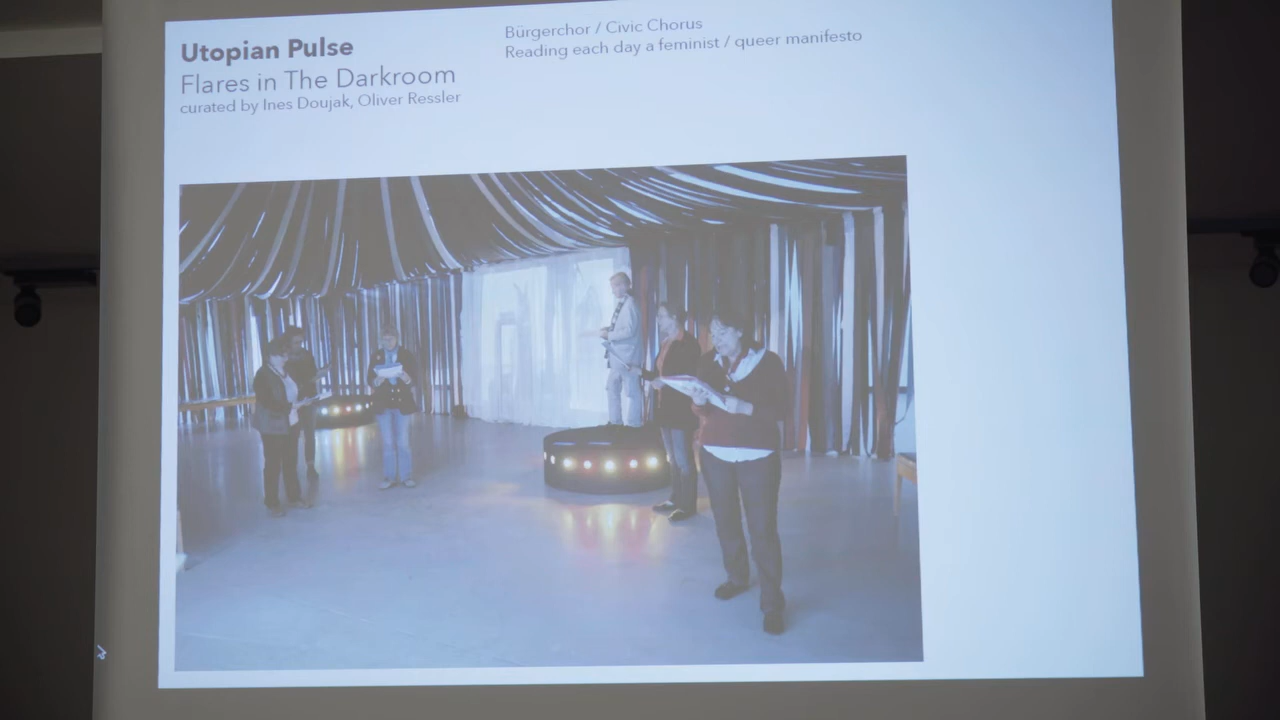 Utopian Pulse
Flares in The Darkroom
curated by Ines Doujak, Oliver Ressler
Bürgerchor / Civic Chorus
Reading each day a feminist / queer manifesto